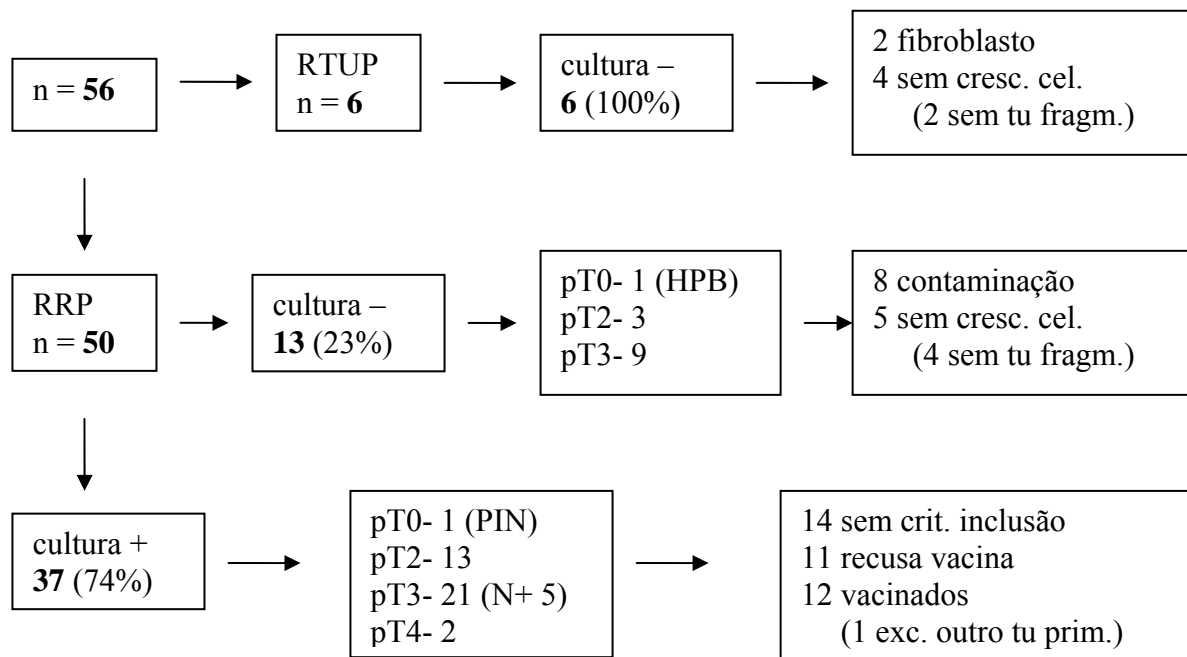 n = 56
RTUP
n = 6
cultura –
6 (100%)
2 fibroblasto
4 sem cresc. cel.
(2 sem tu fragm.)
RRP
n = 50
cultura –
13 (23%)
pT0- 1 (HPB)
pT2- 3
pT3- 9
8 contaminação
5 sem cresc. cel.
(4 sem tu fragm.)
cultura +
37 (74%)
pT0- 1 (PIN)
pT2- 13
pT3- 21 (N+ 5)
pT4- 2
14 sem crit. inclusão
11 recusa vacina
12 vacinados
(1 exc. outro tu prim.)